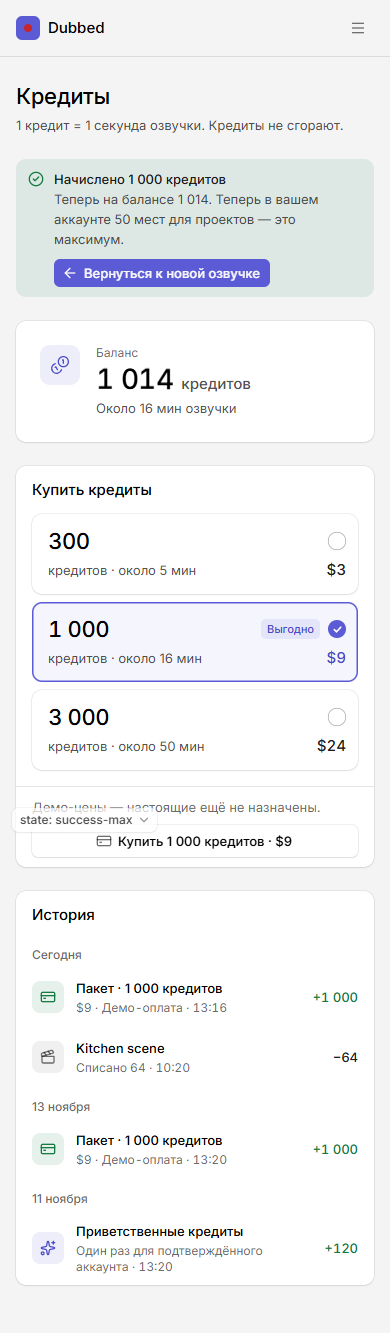 Dubbed
Кредиты
1 кредит = 1 секунда озвучки. Кредиты не сгорают.
Начислено 1 000 кредитов
Теперь на балансе 1 014. Теперь в вашем
аккаунте 50 мест для проектов — это
максимум.
Вернуться к новой озвучке
Баланс
1 014 кредитов
Около 16 мин озвучки
Купить кредиты
300
кредитов · около 5 мин
$3
1 000
Выгодно
кредитов · около 16 мин
$9
3 000
кредитов · около 50 мин
$24
Демо-цены — настоящие ещё не назначены.
state: success-max
Купить 1 000 кредитов · $9
История
Сегодня
Пакет · 1 000 кредитов
$9 · Демо-оплата · 13:16
+1 000
Kitchen scene
Списано 64 · 10:20
−64
13 ноября
Пакет · 1 000 кредитов
$9 · Демо-оплата · 13:20
+1 000
11 ноября
Приветственные кредиты
Один раз для подтверждённого
аккаунта · 13:20
+120